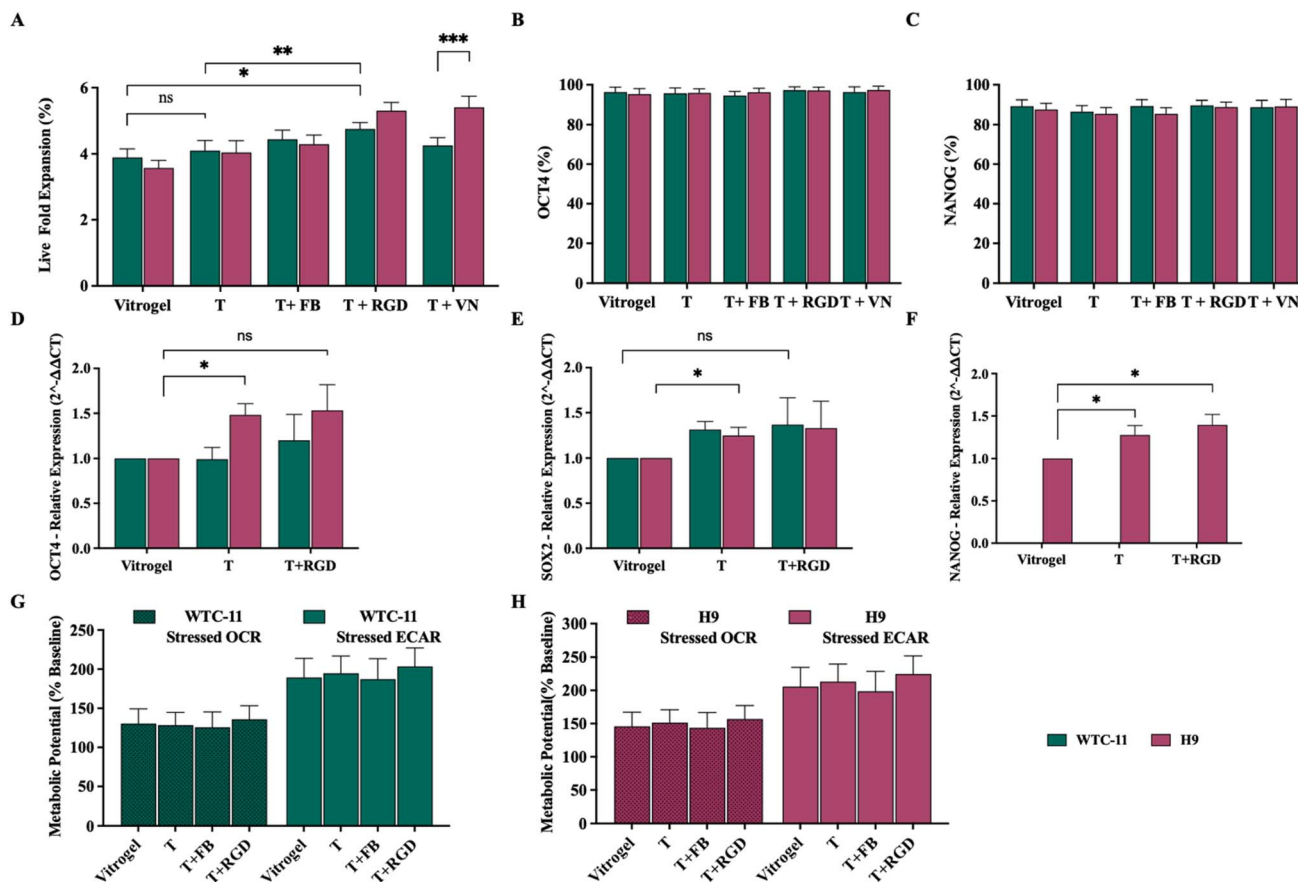 A
B
C
Live Fold Expansion (%)
6
4
2
0
ns
*
**
***
Vitrogel T T+ FB T + RGD T + VN
OCT4 (%)
100
80
60
40
20
0
Vitrogel T T+ FB T + RGD T + VN
NANOG (%)
100
80
60
40
20
0
Vitrogel T T+ FB T + RGD T + VN
D
E
F
OCT4 - Relative Expression (2^-ΔΔCT)
2.0
1.5
1.0
0.5
0.0
ns
*
Vitrogel T T+RGD
SOX2 - Relative Expression (2^-ΔΔCT)
2.0
1.5
1.0
0.5
0.0
ns
*
Vitrogel T T+RGD
NANOG - Relative Expression (2^-ΔΔCT)
2.0
1.5
1.0
0.5
0.0
*
*
Vitrogel T T+RGD
G
WTC-11 WTC-11
Stressed OCR Stressed ECAR
Metabolic Potential (% Baseline)
250
200
150
100
50
0
Vitrogel T T+FB T+RGD Vitrogel T T+FB T+RGD
H
H9 H9
Stressed OCR Stressed ECAR
Metabolic Potential(% Baseline)
300
250
200
150
100
50
0
Vitrogel T T+FB T+RGD Vitrogel T T+FB T+RGD
WTC-11 H9